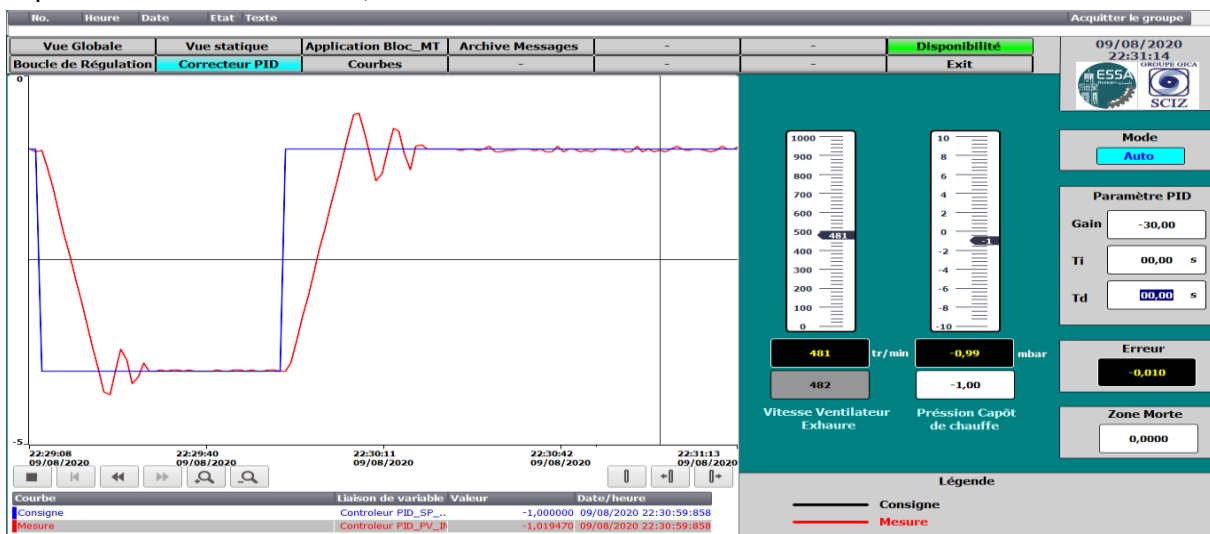 No. Heure Date Etat Texte Acquitter le groupe
Vue Globale Vue statique Application Bloc_MT Archive Messages - - Disponibilité
Boucle de Régulation Correcteur PID Courbes - - - Exit
09/08/2020
22:31:14
GROUPE GICA
ESSA
SCIZ
0
-5
22:29:08 22:29:40 22:30:11 22:30:42 22:31:13
09/08/2020 09/08/2020 09/08/2020 09/08/2020 09/08/2020
1000
900
800
700
600
500
400
300
200
100
0
481
10
8
6
4
2
0
-2
-4
-6
-8
-10
-1
481 tr/min -0,99 mbar
482 -1,00
Vitesse Ventilateur
Exhaure
Préssion Capôt
de chauffe
Mode
Auto
Paramètre PID
Gain -30,00
Ti 00,00 s
Td 00,00 s
Erreur
-0,010
Zone Morte
0,0000
Légende
Consigne
Mesure
Courbe Liaison de variable Valeur Date/heure
Consigne Controleur PID_SP_.. -1,000000 09/08/2020 22:30:59:858
Mesure Controleur PID_PV_IN -1,019470 09/08/2020 22:30:59:858